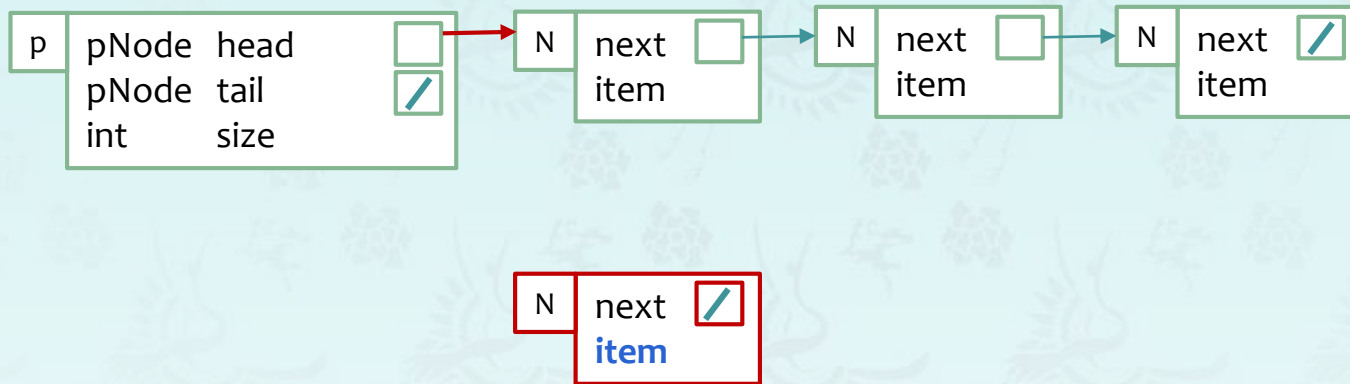 p
pNode head
pNode tail
int size
N
next
item
N
next
item
N
next
item
N
next
item